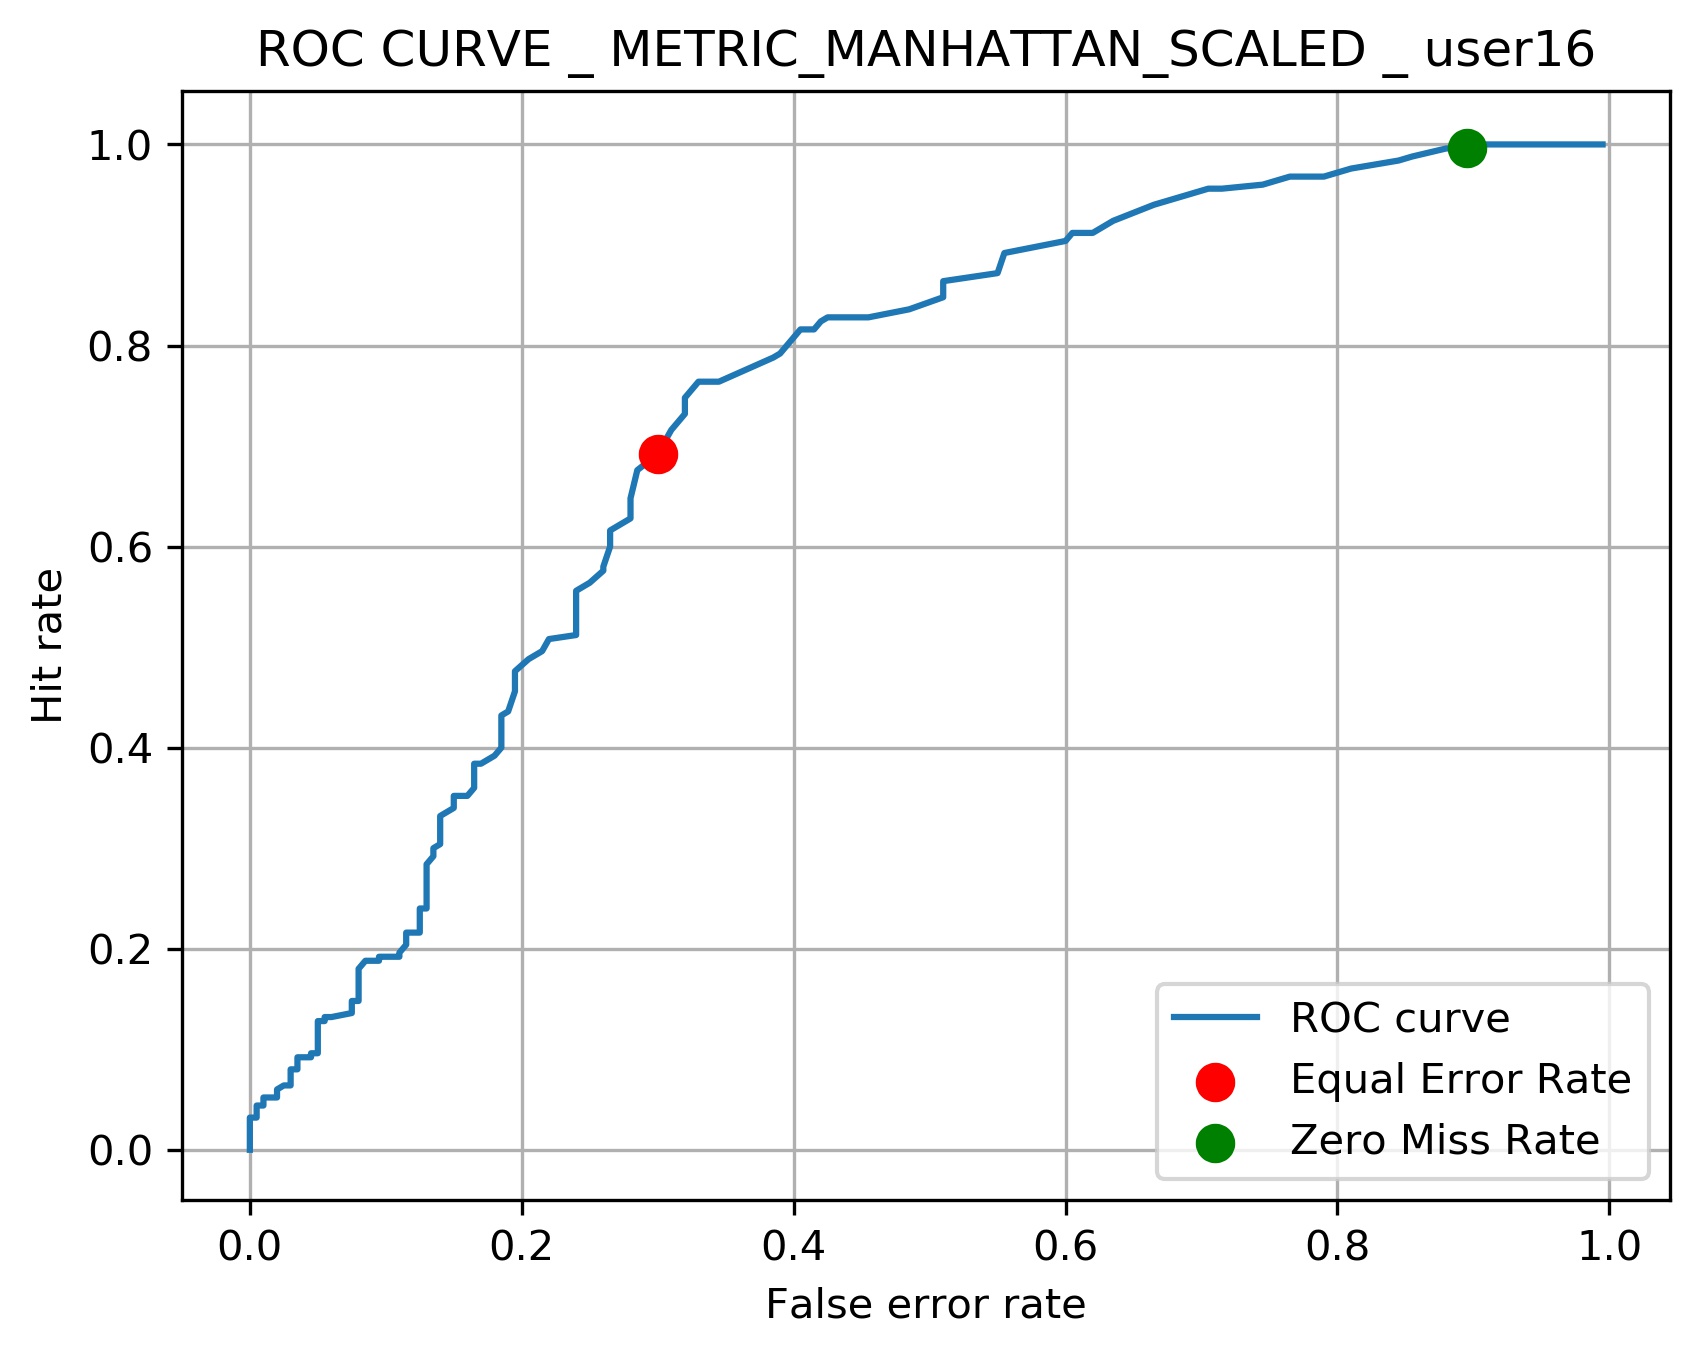 ROC CURVE _ METRIC_MANHATTAN_SCALED _ user16
1.0
0.8
0.6
0.4
0.2
0.0
Hit rate
ROC curve
Equal Error Rate
Zero Miss Rate
0.0 0.2 0.4 0.6 0.8 1.0
False error rate